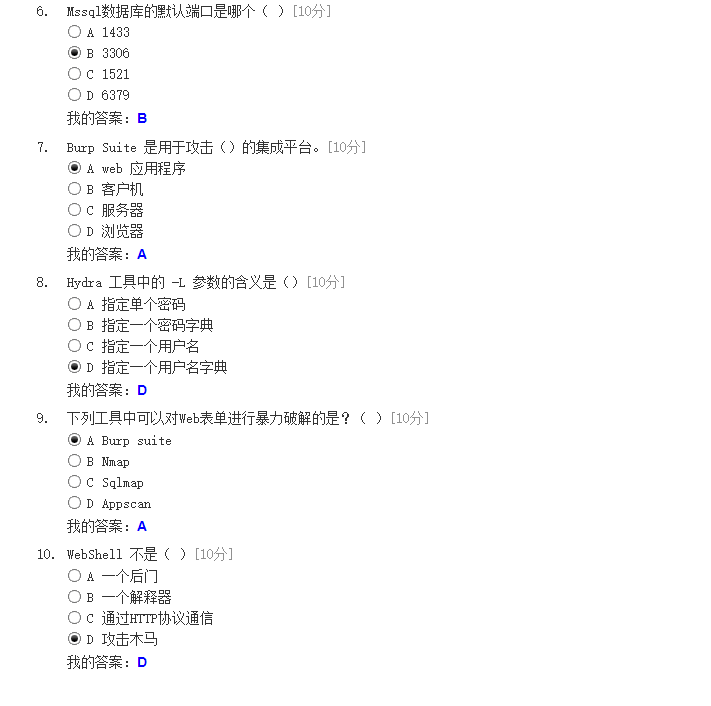 6. Mssql数据库的默认端口是哪个（ ）[10分]
A 1433
B 3306
C 1521
D 6379
我的答案：B
7. Burp Suite 是用于攻击（）的集成平台。[10分]
A web 应用程序
B 客户机
C 服务器
D 浏览器
我的答案：A
8. Hydra 工具中的 -L 参数的含义是（）[10分]
A 指定单个密码
B 指定一个密码字典
C 指定一个用户名
D 指定一个用户名字典
我的答案：D
9. 下列工具中可以对Web表单进行暴力破解的是？（ ）[10分]
A Burp suite
B Nmap
C Sqlmap
D Appscan
我的答案：A
10. WebShell 不是（ ）[10分]
A 一个后门
B 一个解释器
C 通过HTTP协议通信
D 攻击木马
我的答案：D